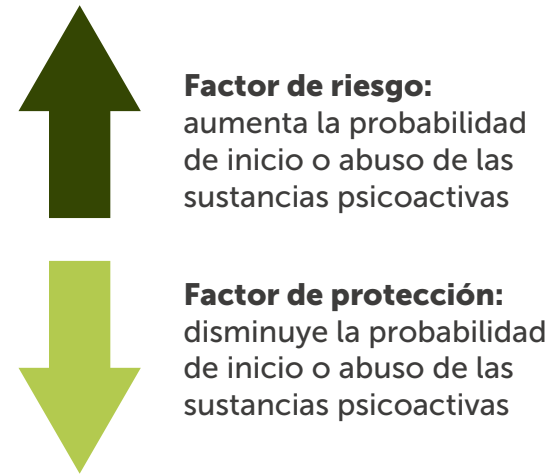 Factor de riesgo:
aumenta la probabilidad
de inicio o abuso de las
sustancias psicoactivas
Factor de protección:
disminuye la probabilidad
de inicio o abuso de las
sustancias psicoactivas